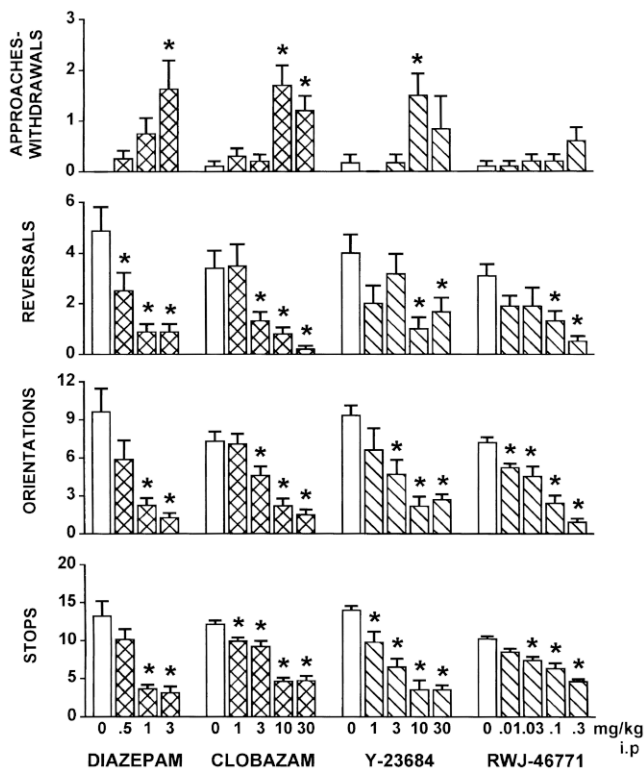 APPROACHES-
WITHDRAWALS
3
2
1
0
* * * *
REVERSALS
6
4
2
0
* * * * * * * * * *
ORIENTATIONS
12
9
6
3
0
* * * * * * * * * * * *
STOPS
20
15
10
5
0
* * * * * * * * * * * * *
0 .5 1 3 0 1 3 10 30 0 1 3 10 30 0 .01 .03 .1 .3 mg/kg
i.p
DIAZEPAM CLOBAZAM Y-23684 RWJ-46771